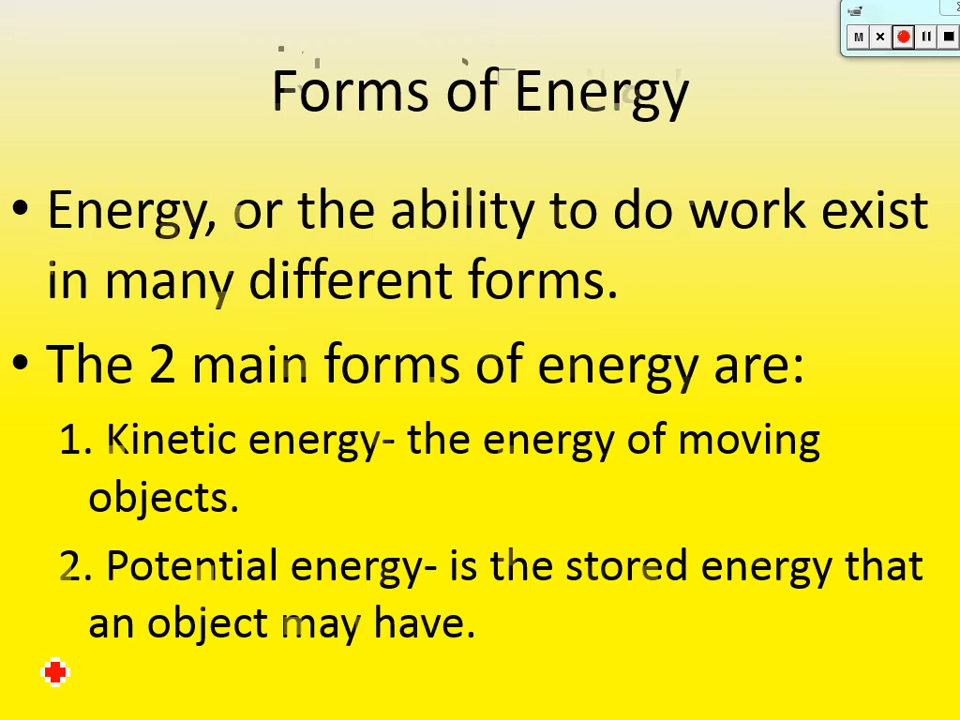 M
Forms of Energy
• Energy, or the ability to do work exist
in many different forms.
• The 2 main forms of energy are:
1. Kinetic energy- the energy of moving
objects.
2. Potential energy- is the stored energy that
an object may have.